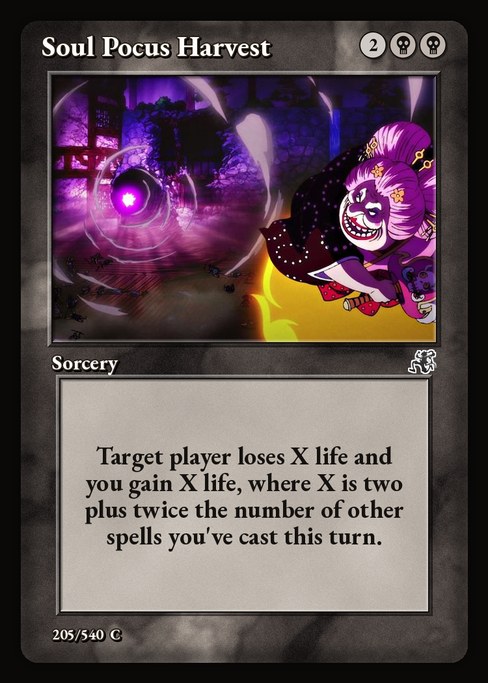 Soul Pocus Harvest 2
Sorcery
Target player loses X life and
you gain X life, where X is two
plus twice the number of other
spells you've cast this turn.
205/540 C